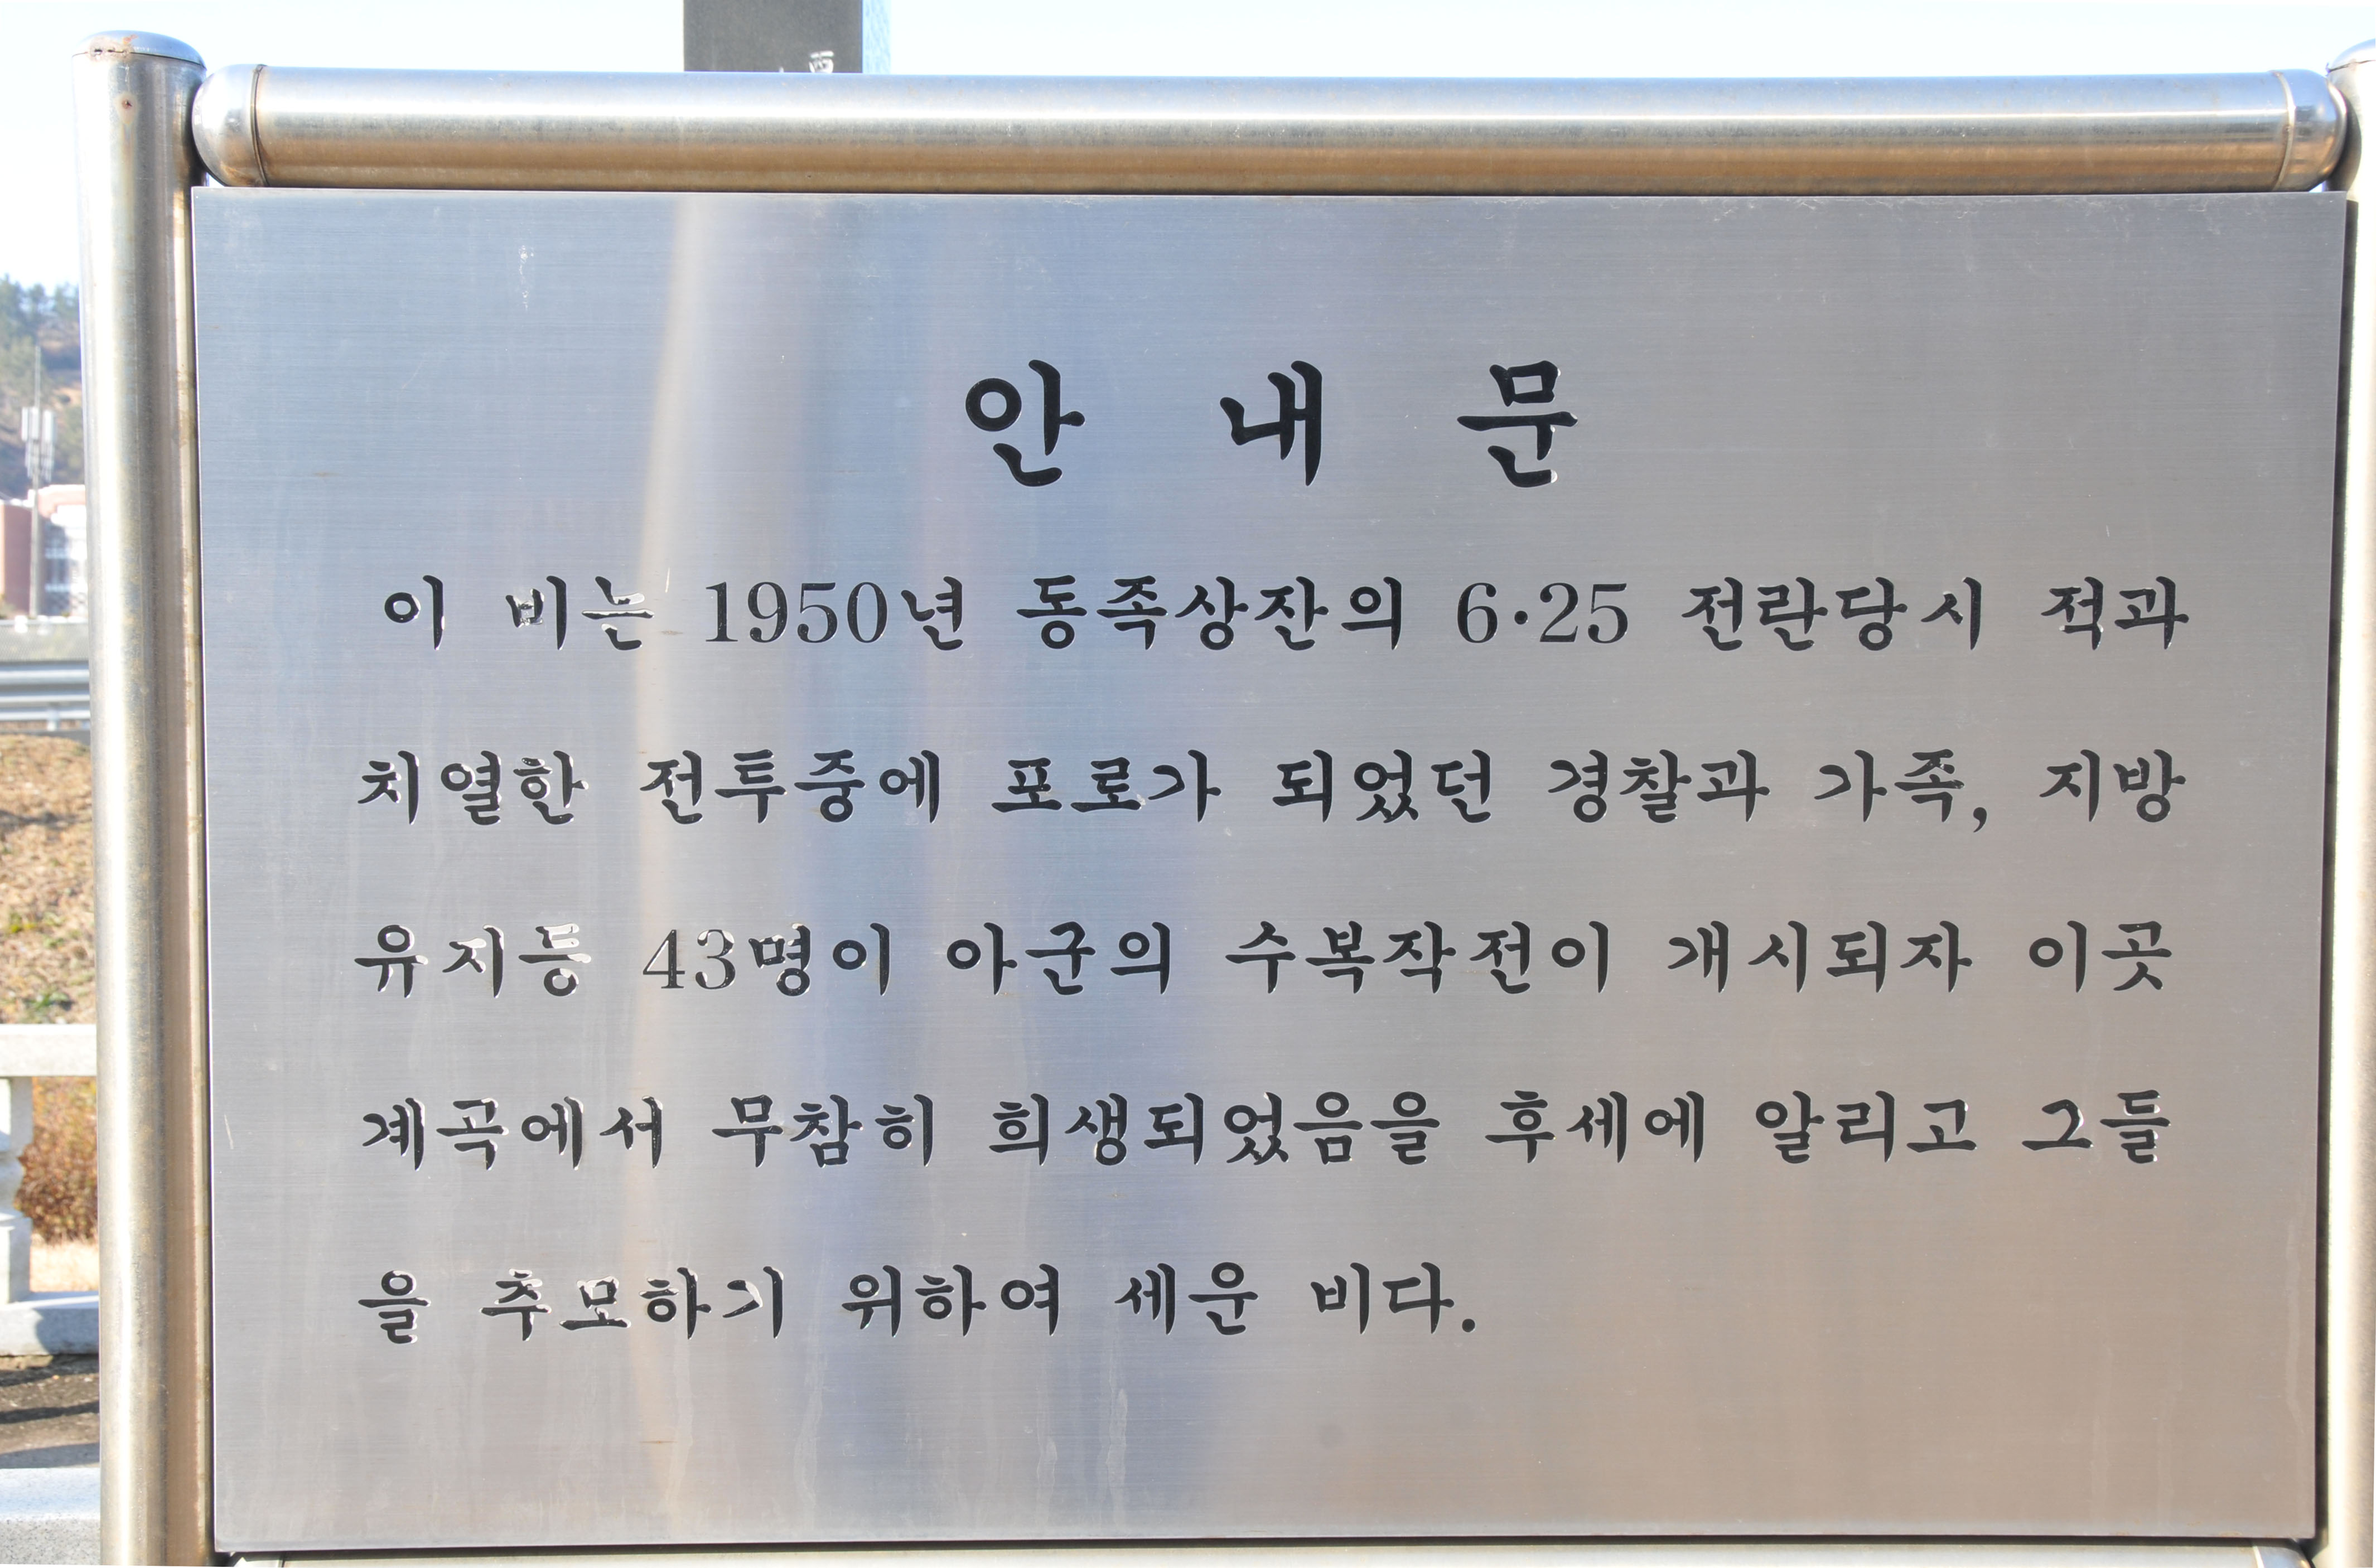 안 내 문
이 비는 1950년 동족상잔의 6·25 전란당시 적과
치열한 전투중에 포로가 되었던 경찰과 가족, 지방
유지등 43명이 아군의 수복작전이 개시되자 이곳
계곡에서 무참히 희생되었음을 후세에 알리고 그들
을 추모하기 위하여 세운 비다.